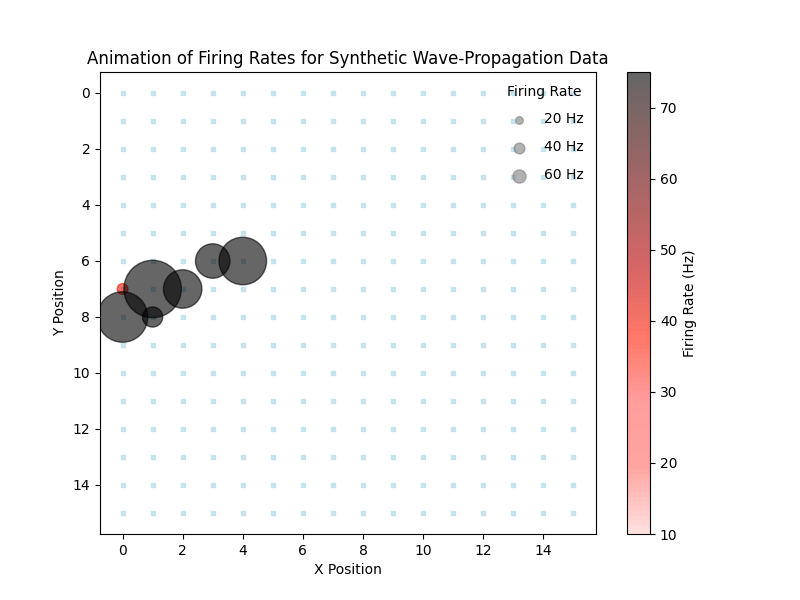 Animation of Firing Rates for Synthetic Wave-Propagation Data
Firing Rate
20 Hz
40 Hz
60 Hz
0
2
4
6
8
10
12
14
Y Position
0 2 4 6 8 10 12 14
X Position
70
60
50
40
30
20
10
Firing Rate (Hz)